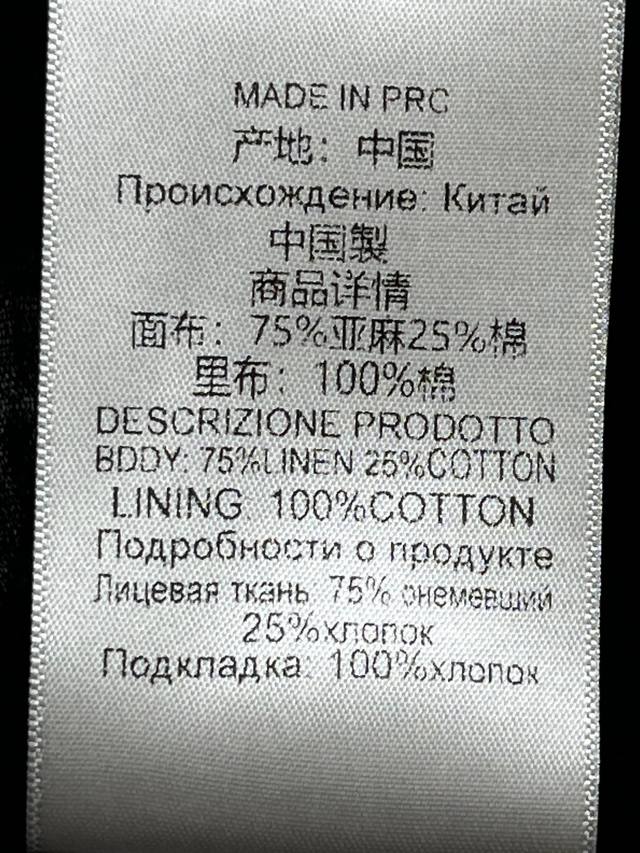 MADE IN PRC
产地：中国
Происхождение: Китай
中国製
商品详情
面布：75%亚麻25%棉
里布：100%棉
DESCRIZIONE PRODOTTO
BDDY: 75%LINEN 25%COTTON
LINING: 100%COTTON
Подробности о продукте
Лицевая ткань: 75% онемевший
25%хлопок
Подкладка: 100%хлопок